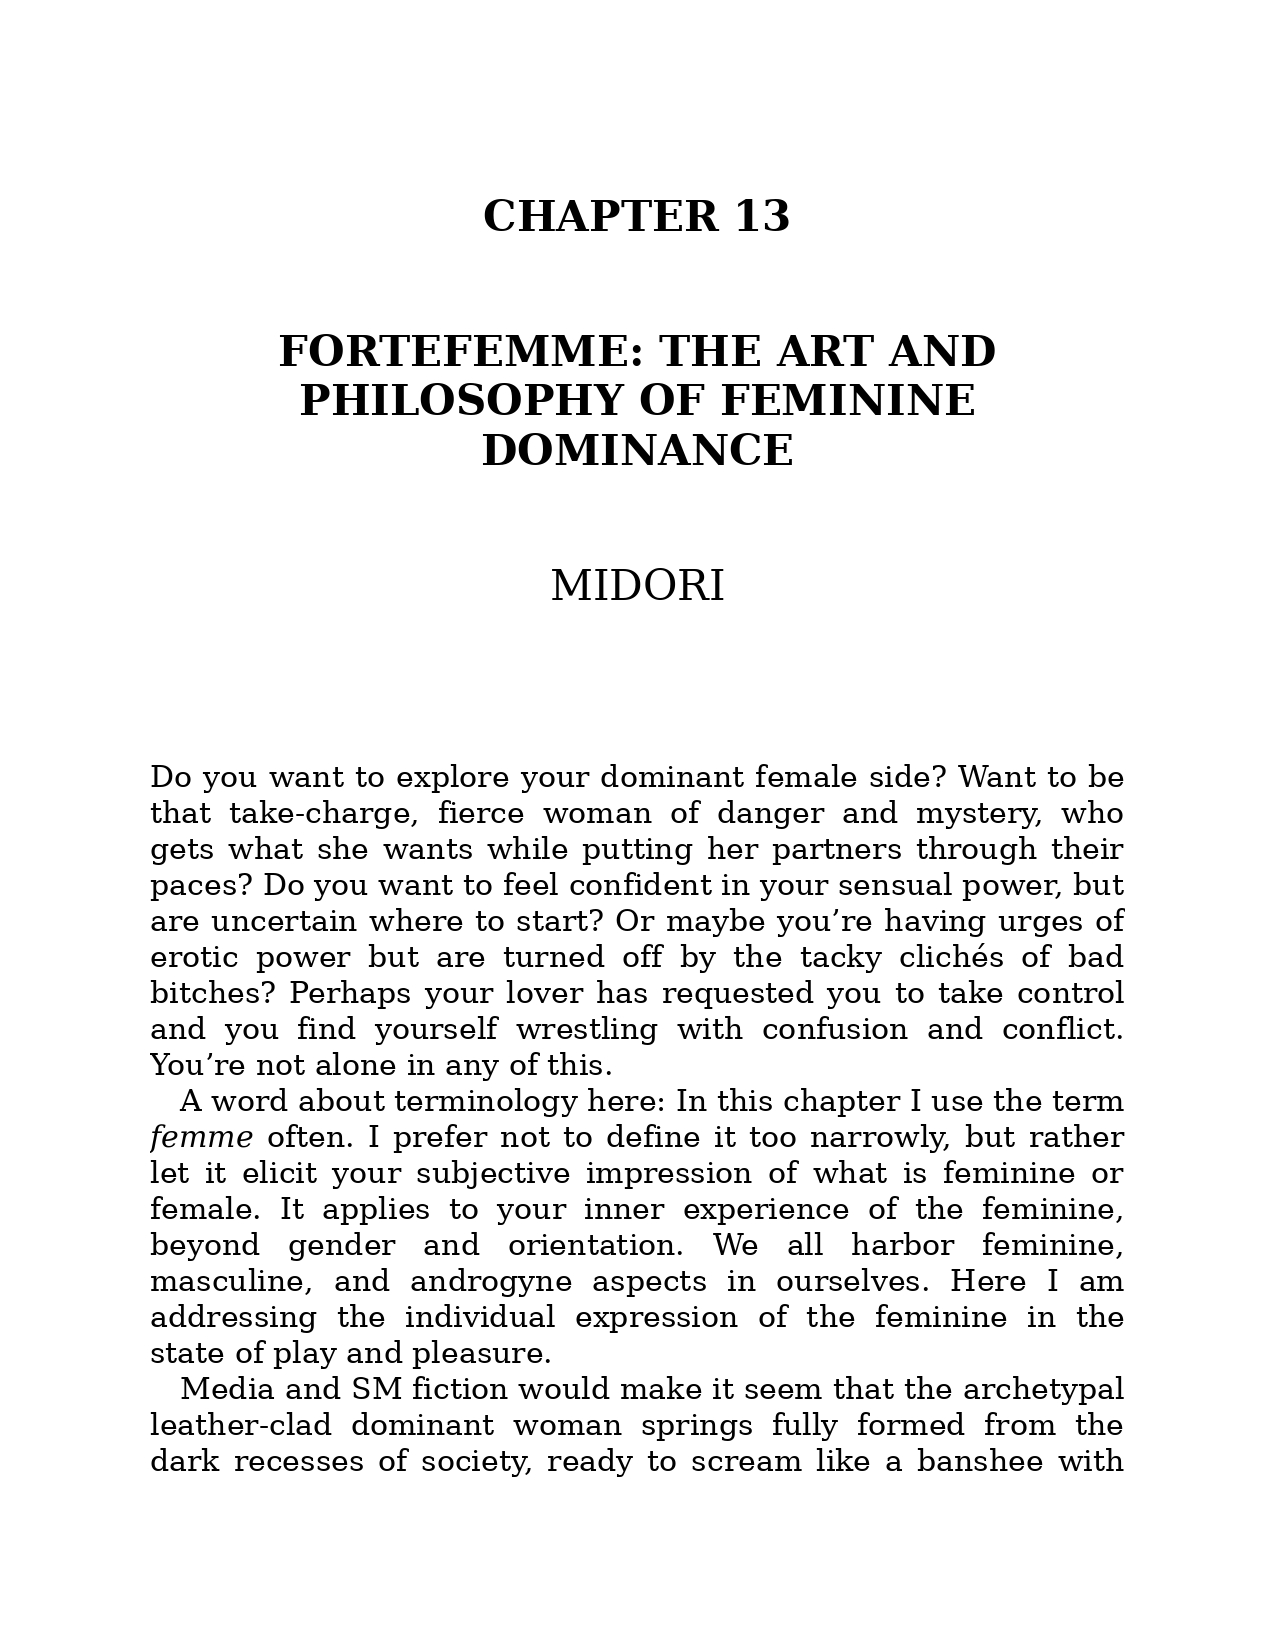 CHAPTER 13
FORTEFEMME: THE ART AND
PHILOSOPHY OF FEMININE
DOMINANCE
MIDORI
Do you want to explore your dominant female side? Want to be
that take-charge, fierce woman of danger and mystery, who
gets what she wants while putting her partners through their
paces? Do you want to feel confident in your sensual power, but
are uncertain where to start? Or maybe you’re having urges of
erotic power but are turned off by the tacky clichés of bad
bitches? Perhaps your lover has requested you to take control
and you find yourself wrestling with confusion and conflict.
You’re not alone in any of this.
A word about terminology here: In this chapter I use the term
femme often. I prefer not to define it too narrowly, but rather
let it elicit your subjective impression of what is feminine or
female. It applies to your inner experience of the feminine,
beyond gender and orientation. We all harbor feminine,
masculine, and androgyne aspects in ourselves. Here I am
addressing the individual expression of the feminine in the
state of play and pleasure.
Media and SM fiction would make it seem that the archetypal
leather-clad dominant woman springs fully formed from the
dark recesses of society, ready to scream like a banshee with